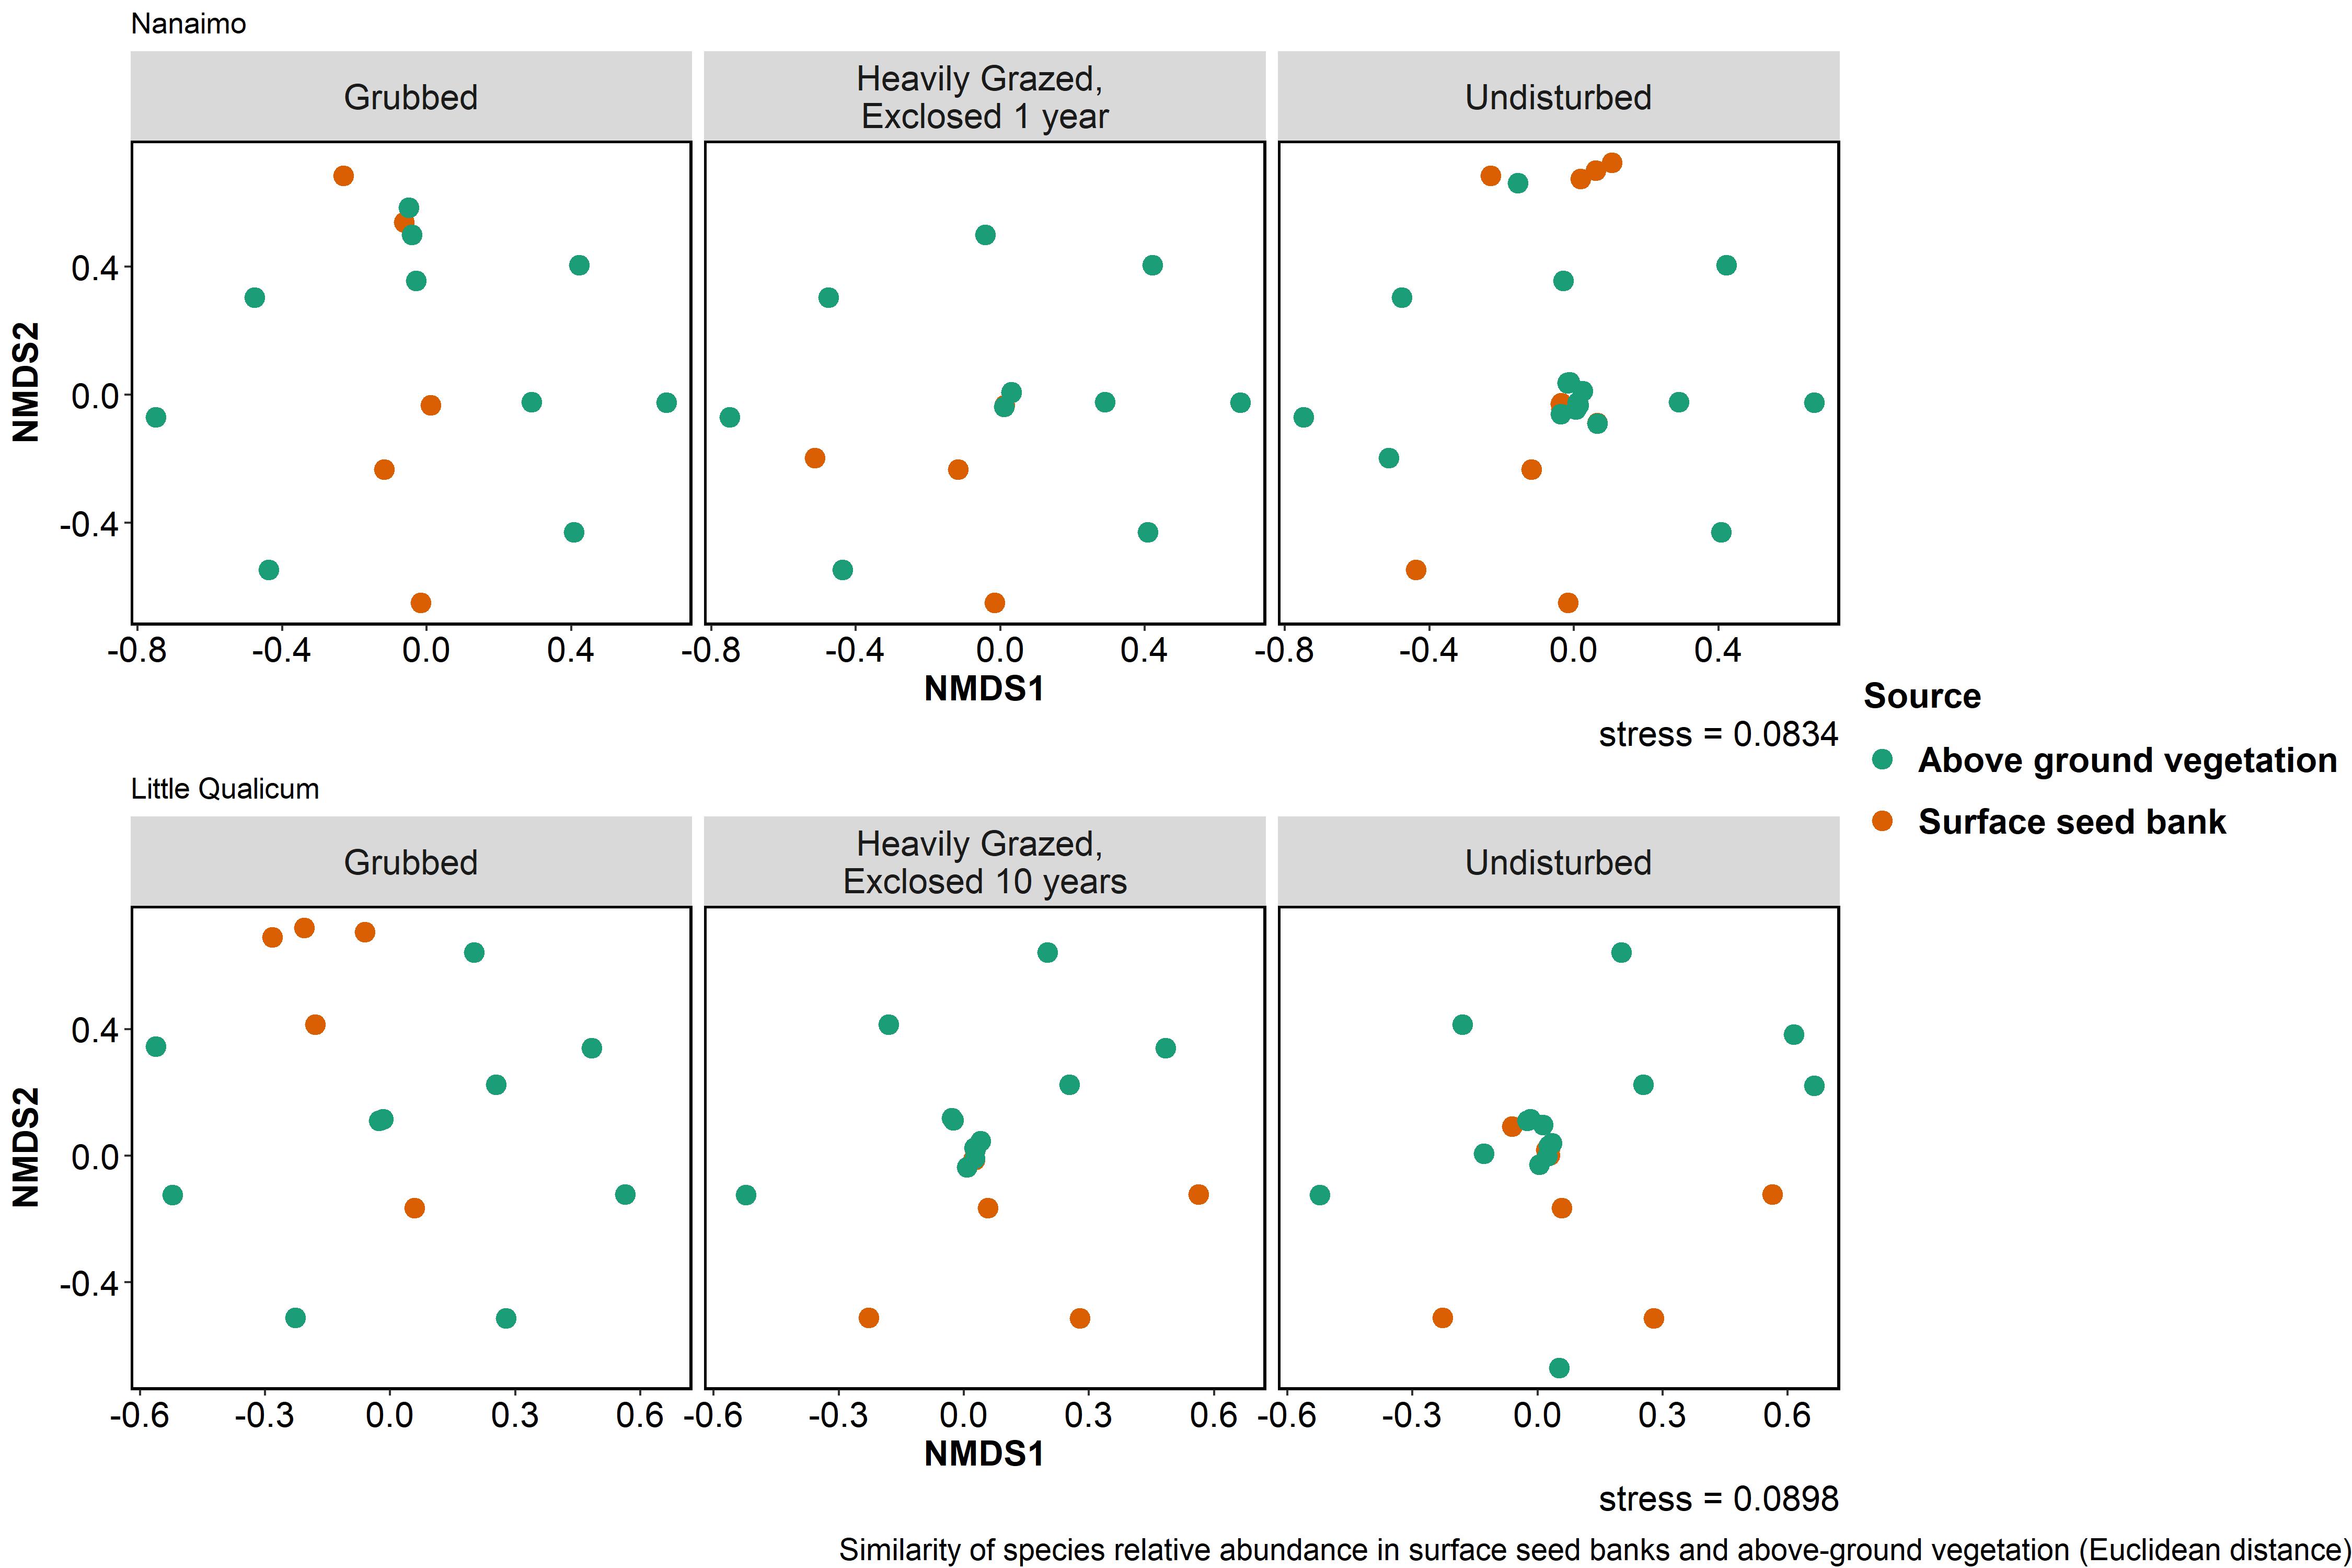 Nanaimo
Grubbed
Heavily Grazed,
Exclosed 1 year
Undisturbed
NMDS2
0.4
0.0
-0.4
-0.8 -0.4 0.0 0.4
-0.8 -0.4 0.0 0.4
-0.8 -0.4 0.0 0.4
NMDS1
stress = 0.0834
Source
Above ground vegetation
Surface seed bank
Little Qualicum
Grubbed
Heavily Grazed,
Exclosed 10 years
Undisturbed
NMDS2
0.4
0.0
-0.4
-0.6 -0.3 0.0 0.3 0.6
-0.6 -0.3 0.0 0.3 0.6
-0.6 -0.3 0.0 0.3 0.6
NMDS1
stress = 0.0898
Similarity of species relative abundance in surface seed banks and above-ground vegetation (Euclidean distance)